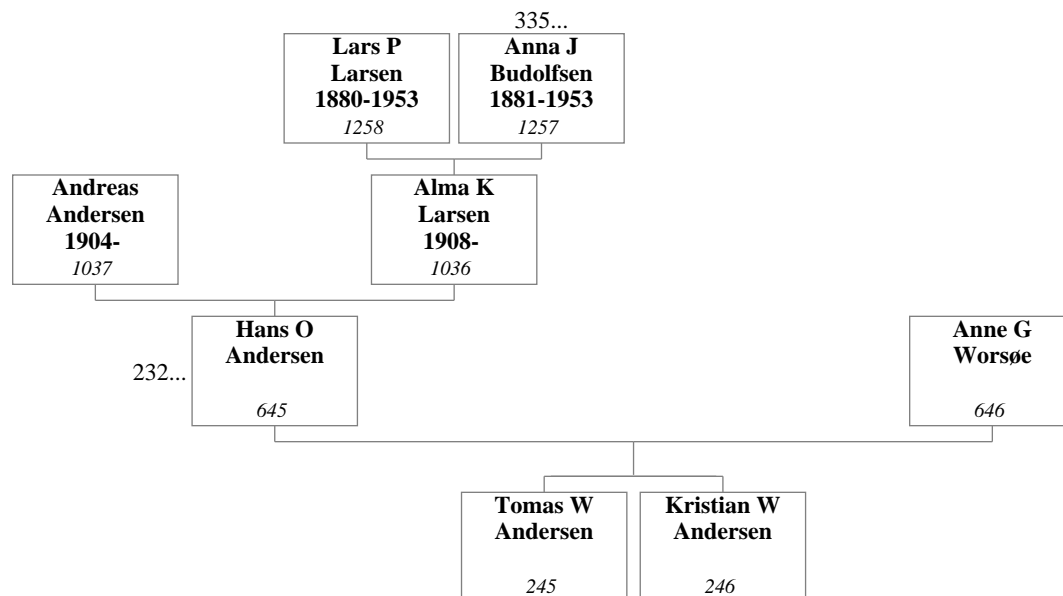 335...
Lars P
Larsen
1880-1953
1258
Anna J
Budolfsen
1881-1953
1257
Andreas
Andersen
1904-
1037
Alma K
Larsen
1908-
1036
Hans O
Andersen
645
232...
Anne G
Worsøe
646
Tomas W
Andersen
245
Kristian W
Andersen
246